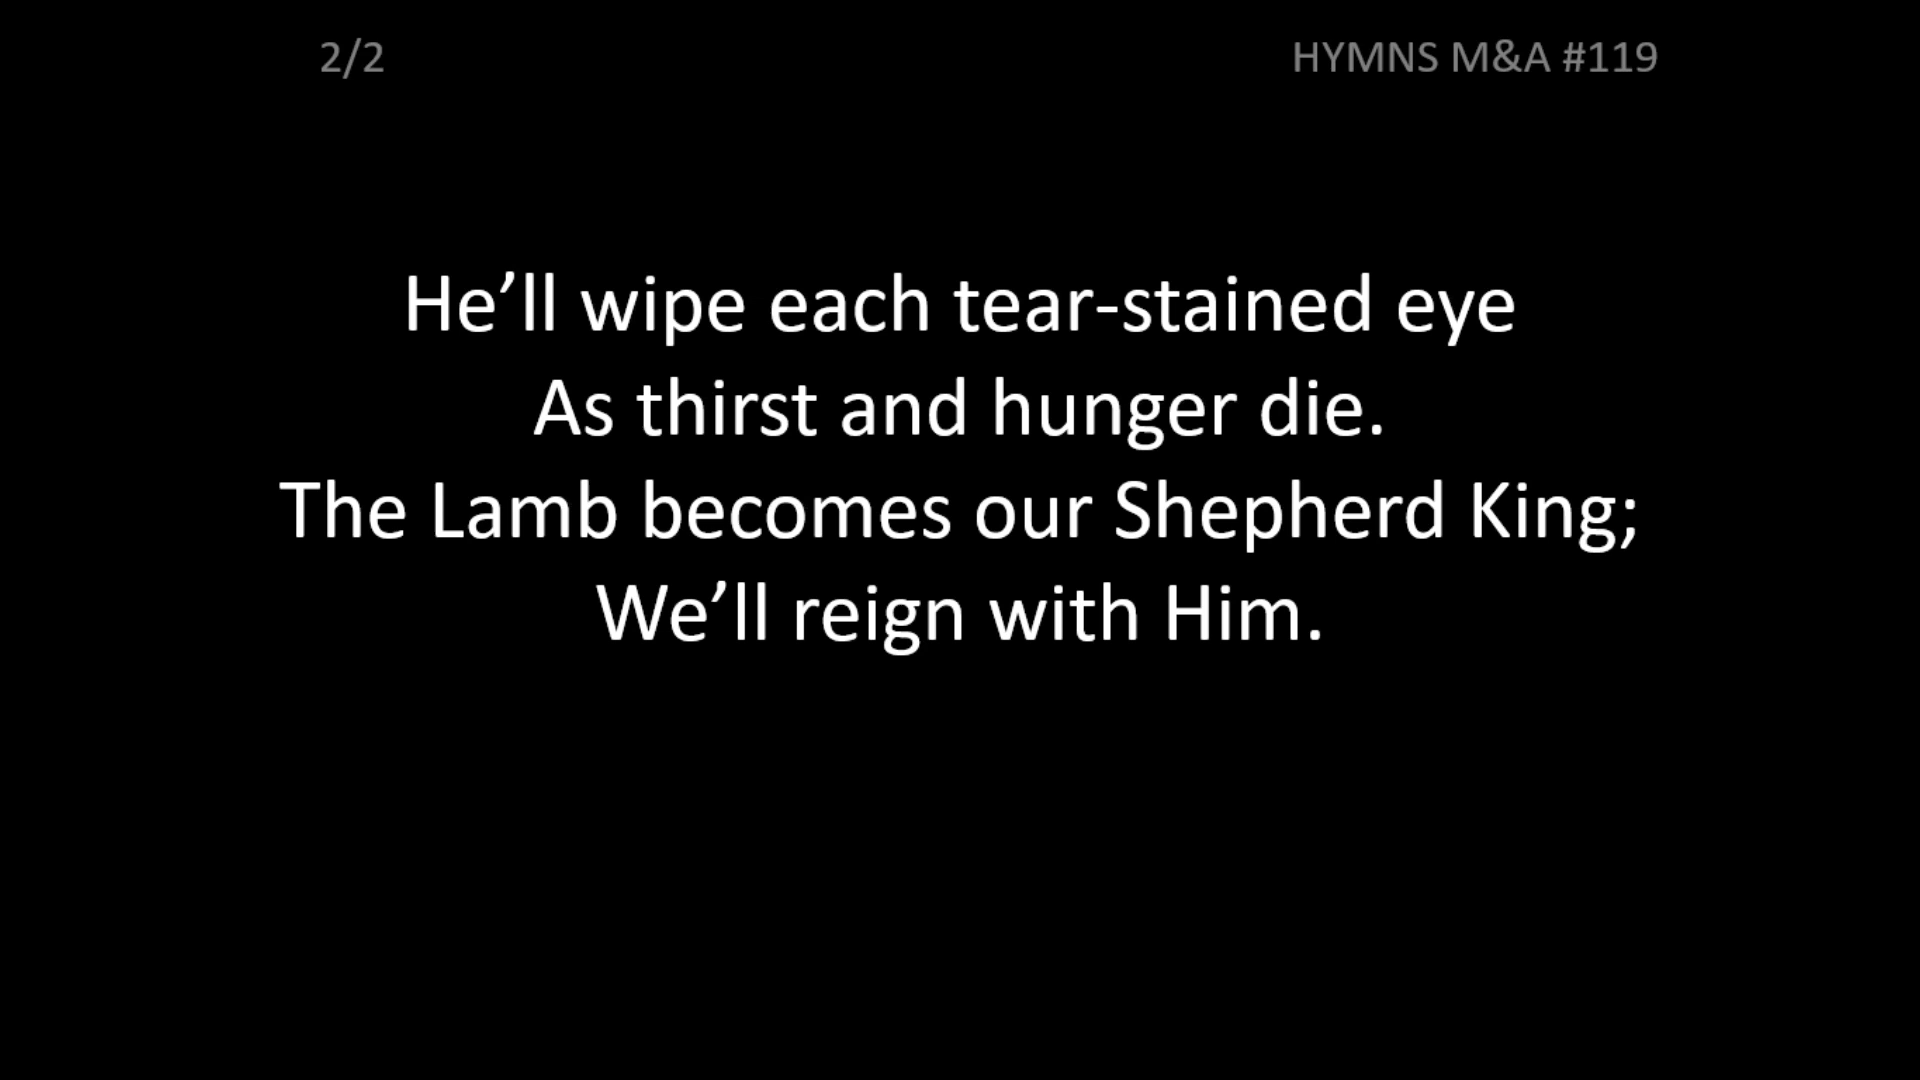 2/2 HYMNS M&A #119
He’ll wipe each tear-stained eye
As thirst and hunger die.
The Lamb becomes our Shepherd King;
We’ll reign with Him.